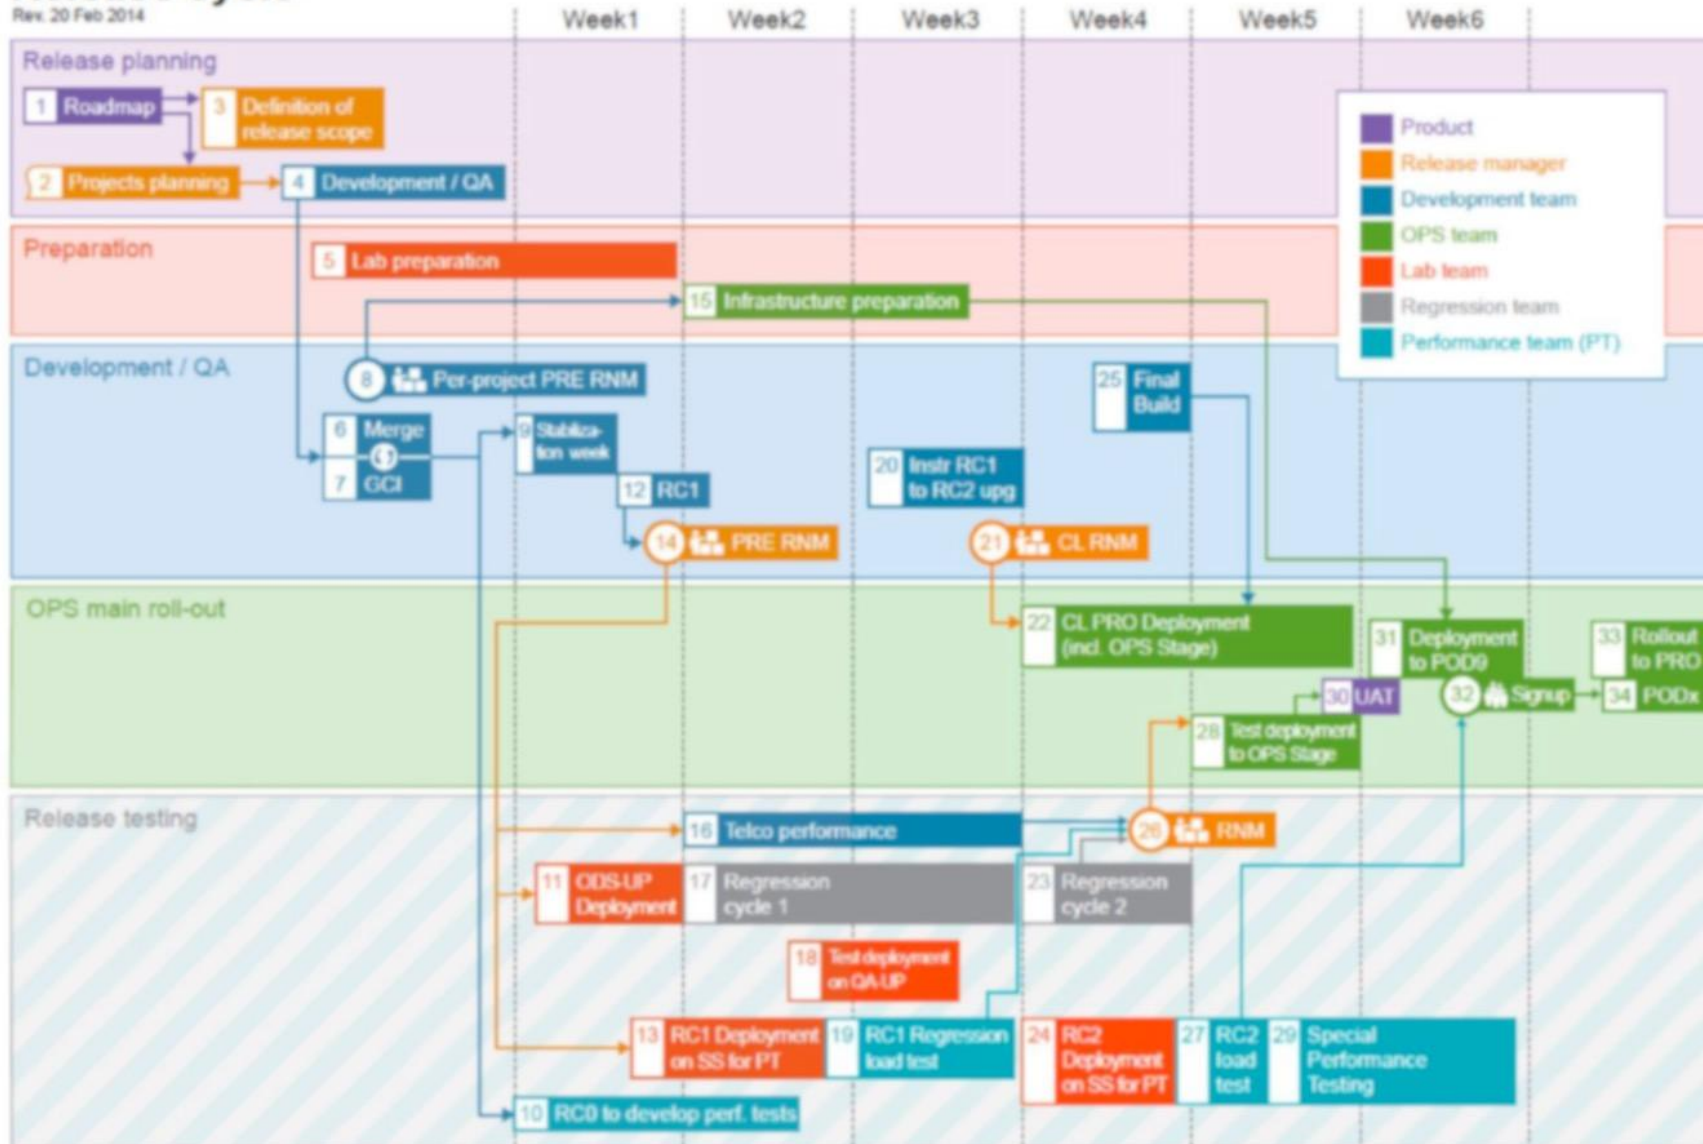 Rev. 20 Feb 2014
Week1 Week2 Week3 Week4 Week5 Week6
Release planning
1 Roadmap
3 Definition of
release scope
2 Projects planning
4 Development / QA
Product
Release manager
Development team
OPS team
Lab team
Regression team
Performance team (PT)
Preparation
5 Lab preparation
15 Infrastructure preparation
Development / QA
8 Per-project PRE RNM
25 Final
Build
6 Merge
7 GCI
9 Stabiliza-
tion week
12 RC1
20 Instr RC1
to RC2 upg
14 PRE RNM
21 CL RNM
OPS main roll-out
22 CL PRO Deployment
(incl. OPS Stage)
31 Deployment
to POD9
33 Rollout
to PRO
30 UAT
32 Signup
34 PODx
28 Test deployment
to OPS Stage
Release testing
16 Telco performance
26 RNM
11 ODS-UP
Deployment
17 Regression
cycle 1
23 Regression
cycle 2
18 Test deployment
on QA-UP
13 RC1 Deployment
on SS for PT
19 RC1 Regression
load test
24 RC2
Deployment
on SS for PT
27 RC2
load
test
29 Special
Performance
Testing
10 RC0 to develop perf. tests